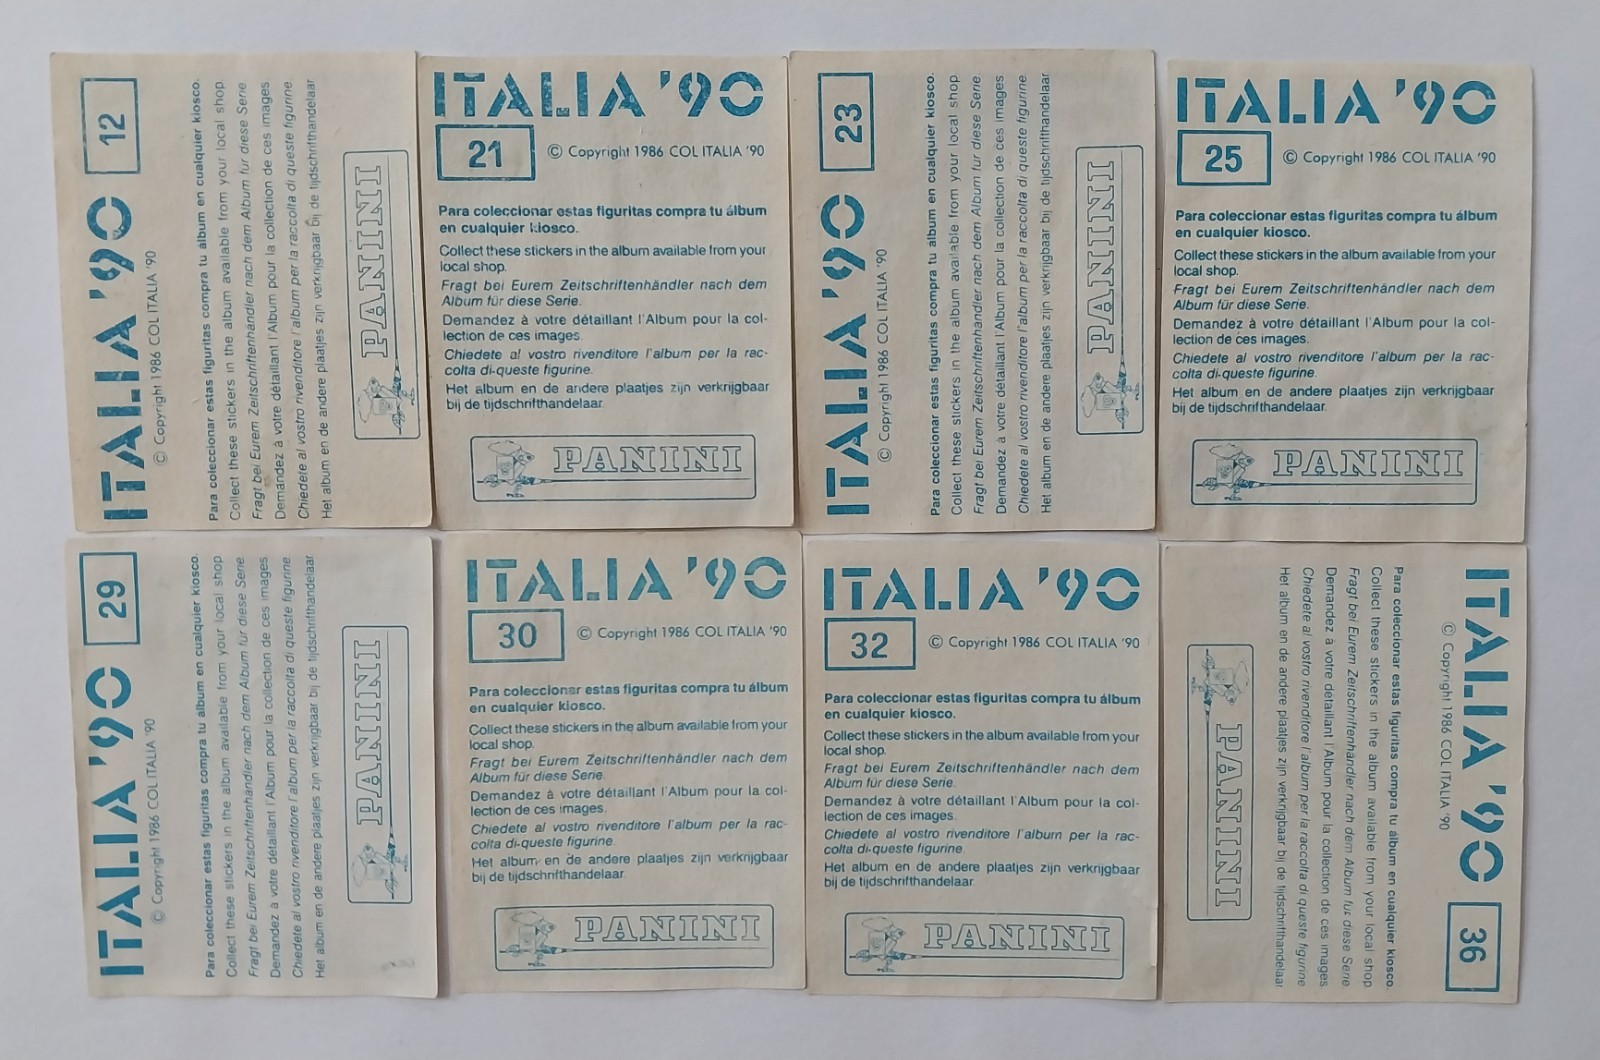 ITALIA '90
12
© Copyright 1986 COL ITALIA '90
Para coleccionar estas figuritas compra tu álbum en cualquier kiosco.
Collect these stickers in the album available from your local shop
Fragt bei Eurem Zeitschriftenhändler nach dem Album für diese Serie
Demandez à votre détaillant l'Album pour la collection de ces images
Chiedete al vostro rivenditore l'album per la raccolta di queste figurine
Het album en de andere plaatjes zijn verkrijgbaar bij de tijdschrifthandelaar
PANINI
ITALIA '90
21
© Copyright 1986 COL ITALIA '90
Para coleccionar estas figuritas compra tu álbum
en cualquier kiosco.
Collect these stickers in the album available from your
local shop.
Fragt bei Eurem Zeitschriftenhändler nach dem
Album für diese Serie.
Demandez à votre détaillant l'Album pour la col-
lection de ces images.
Chiedete al vostro rivenditore l'album per la rac-
colta di queste figurine.
Het album en de andere plaatjes zijn verkrijgbaar
bij de tijdschrifthandelaar.
PANINI
ITALIA '90
23
© Copyright 1986 COL ITALIA '90
Para coleccionar estas figuritas compra tu álbum en cualquier kiosco.
Collect these stickers in the album available from your local shop
Fragt bei Eurem Zeitschriftenhändler nach dem Album für diese Serie.
Demandez à votre détaillant l'Album pour la collection de ces images
Chiedete al vostro rivenditore l'album per la raccolta di queste figurine
Het album en de andere plaatjes zijn verkrijgbaar bij de tijdschrifthandelaar
PANINI
ITALIA '90
25
© Copyright 1986 COL ITALIA '90
Para coleccionar estas figuritas compra tu álbum
en cualquier kiosco.
Collect these stickers in the album available from your
local shop.
Fragt bei Eurem Zeitschriftenhändler nach dem
Album für diese Serie.
Demandez à votre détaillant l'Album pour la col-
lection de ces images.
Chiedete al vostro rivenditore l'album per la rac-
colta di queste figurine.
Het album en de andere plaatjes zijn verkrijgbaar
bij de tijdschrifthandelaar.
PANINI
ITALIA '90
29
© Copyright 1986 COL ITALIA '90
Para coleccionar estas figuritas compra tu álbum en cualquier kiosco.
Collect these stickers in the album available from your local shop
Fragt bei Eurem Zeitschriftenhändler nach dem Album für diese Serie
Demandez à votre détaillant l'Album pour la collection de ces images
Chiedete al vostro rivenditore l'album per la raccolta di queste figurine
Het album en de andere plaatjes zijn verkrijgbaar bij de tijdschrifthandelaar
PANINI
ITALIA '90
30
© Copyright 1986 COL ITALIA '90
Para coleccionar estas figuritas compra tu álbum
en cualquier kiosco.
Collect these stickers in the album available from your
local shop.
Fragt bei Eurem Zeitschriftenhändler nach dem
Album für diese Serie.
Demandez à votre détaillant l'Album pour la col-
lection de ces images.
Chiedete al vostro rivenditore l'album per la rac-
colta di queste figurine.
Het album en de andere plaatjes zijn verkrijgbaar
bij de tijdschrifthandelaar.
PANINI
ITALIA '90
32
© Copyright 1986 COL ITALIA '90
Para coleccionar estas figuritas compra tu álbum
en cualquier kiosco.
Collect these stickers in the album available from your
local shop.
Fragt bei Eurem Zeitschriftenhändler nach dem
Album für diese Serie.
Demandez à votre détaillant l'Album pour la col-
lection de ces images.
Chiedete al vostro rivenditore l'album per la rac-
colta di queste figurine.
Het album en de andere plaatjes zijn verkrijgbaar
bij de tijdschrifthandelaar.
PANINI
ITALIA '90
36
© Copyright 1986 COL ITALIA '90
Para coleccionar estas figuritas compra tu álbum en cualquier kiosco.
Collect these stickers in the album available from your local shop
Fragt bei Eurem Zeitschriftenhändler nach dem Album für diese Serie
Demandez à votre détaillant l'Album pour la collection de ces images
Chiedete al vostro rivenditore l'album per la raccolta di queste figurine
Het album en de andere plaatjes zijn verkrijgbaar bij de tijdschrifthandelaar
PANINI